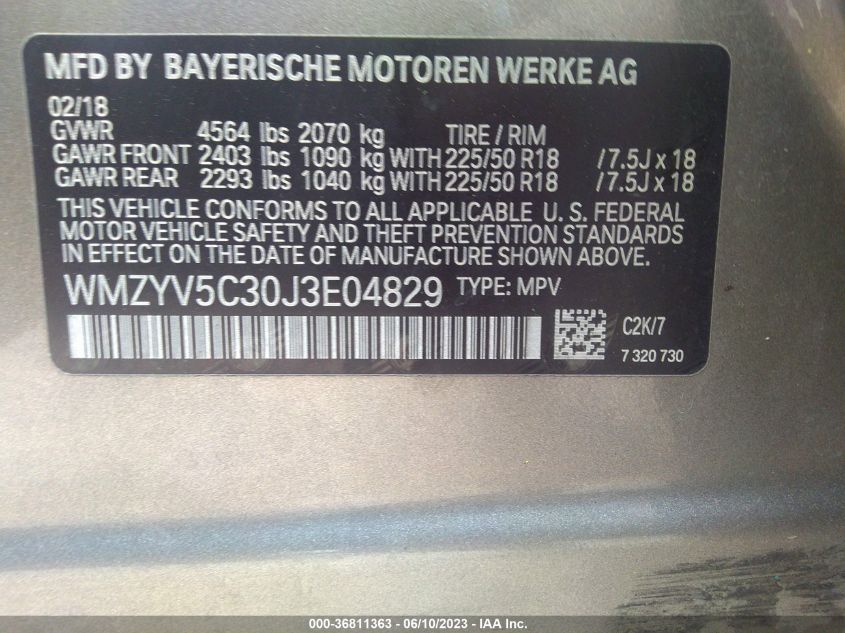 MFD BY BAYERISCHE MOTOREN WERKE AG
02/18
GVWR 4564 lbs 2070 kg TIRE / RIM
GAWR FRONT 2403 lbs 1090 kg WITH 225/50 R18 / 7.5J x 18
GAWR REAR 2293 lbs 1040 kg WITH 225/50 R18 / 7.5J x 18
THIS VEHICLE CONFORMS TO ALL APPLICABLE U. S. FEDERAL
MOTOR VEHICLE SAFETY AND THEFT PREVENTION STANDARDS
IN EFFECT ON THE DATE OF MANUFACTURE SHOWN ABOVE.
WMZYV5C30J3E04829 TYPE: MPV
C2K/7
7 320 730
000-36811363 - 06/10/2023 - IAA Inc.